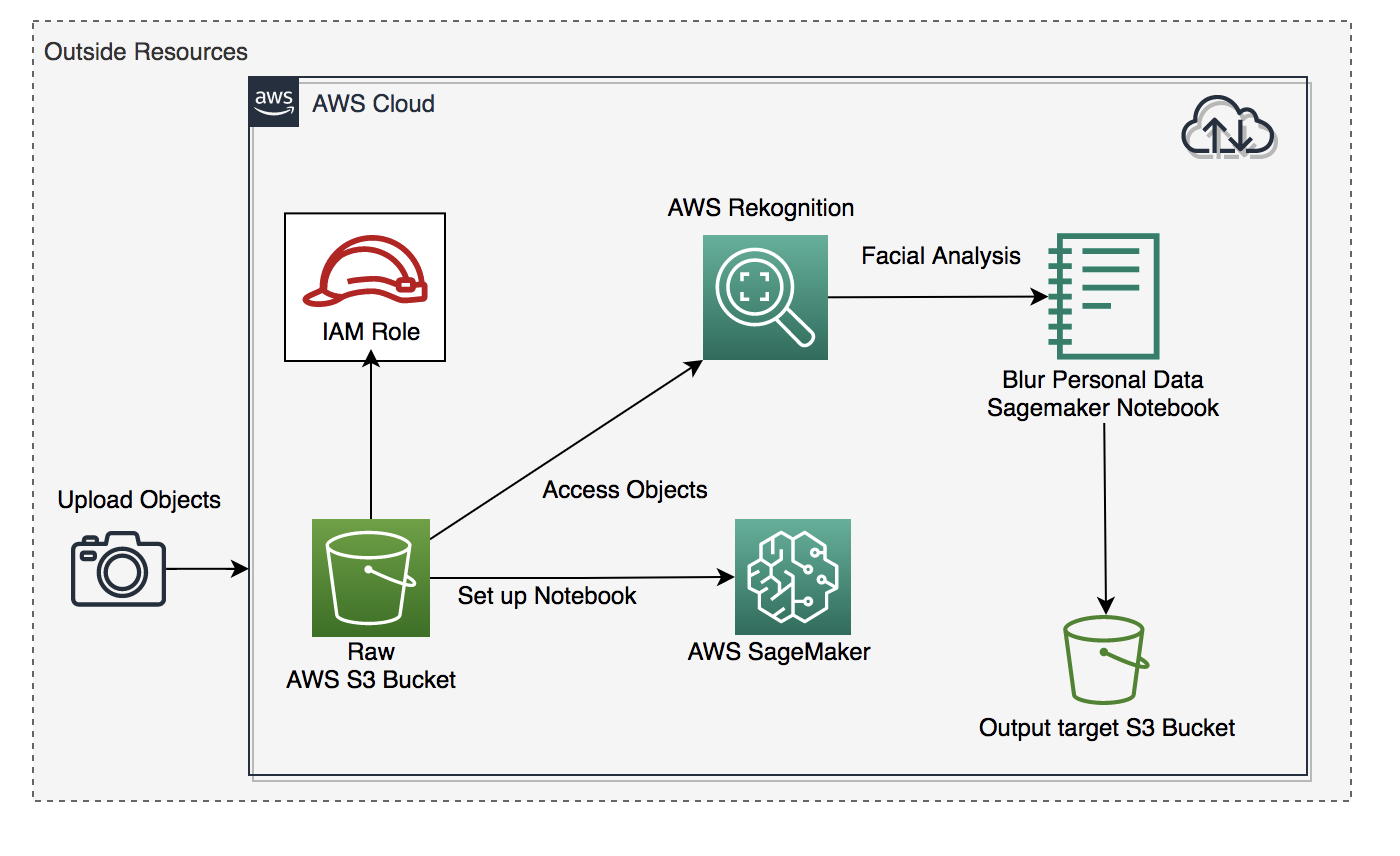 Outside Resources
aws
AWS Cloud
AWS Rekognition
Facial Analysis
IAM Role
Blur Personal Data
Sagemaker Notebook
Access Objects
Upload Objects
Set up Notebook
Raw
AWS S3 Bucket
AWS SageMaker
Output target S3 Bucket